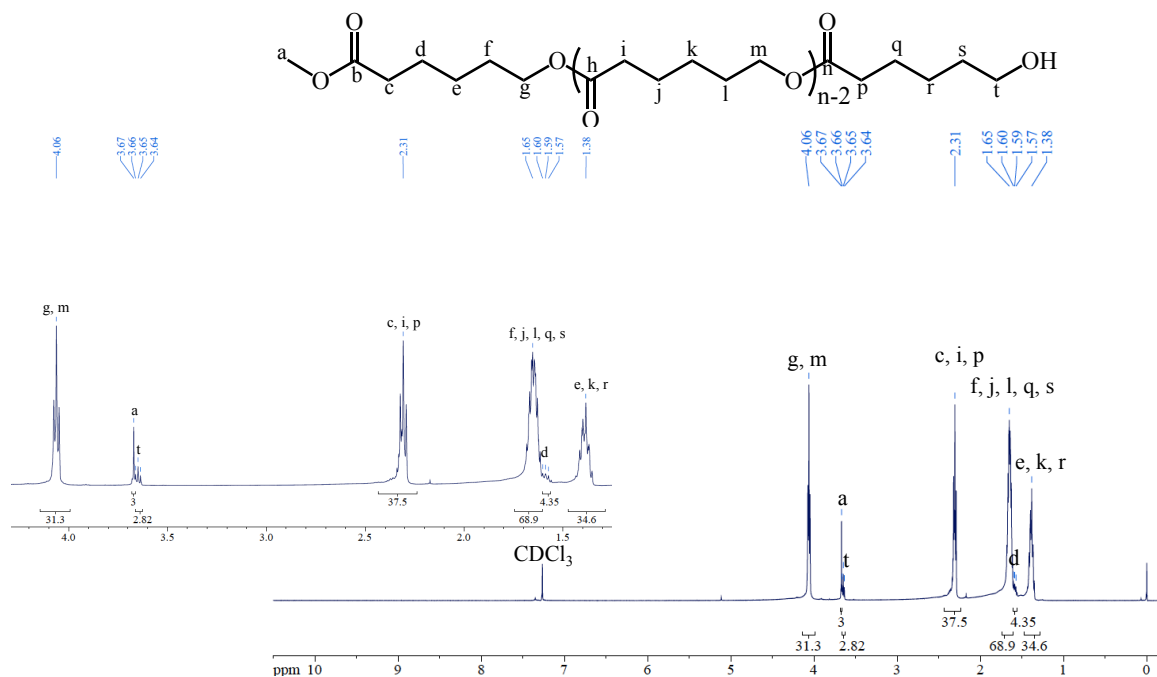 O O
a d f h i k m q s
O b O n O OH
c e g j l p r t
O n-2
4.06 3.67 3.66 3.65 3.64 2.31 1.65 1.60 1.59 1.57 1.38
4.06 3.67 3.66 3.65 3.64 2.31 1.65 1.60 1.59 1.57 1.38
g, m
c, i, p
f, j, l, q, s
e, k, r
a
t
d
31.3 3 2.82 37.5 68.9 4.35 34.6
4.0 3.5 3.0 2.5 2.0 1.5
CDCl3
g, m
c, i, p
f, j, l, q, s
e, k, r
a
t
d
31.3 3 2.82 37.5 68.9 4.35 34.6
ppm 10 9 8 7 6 5 4 3 2 1 0